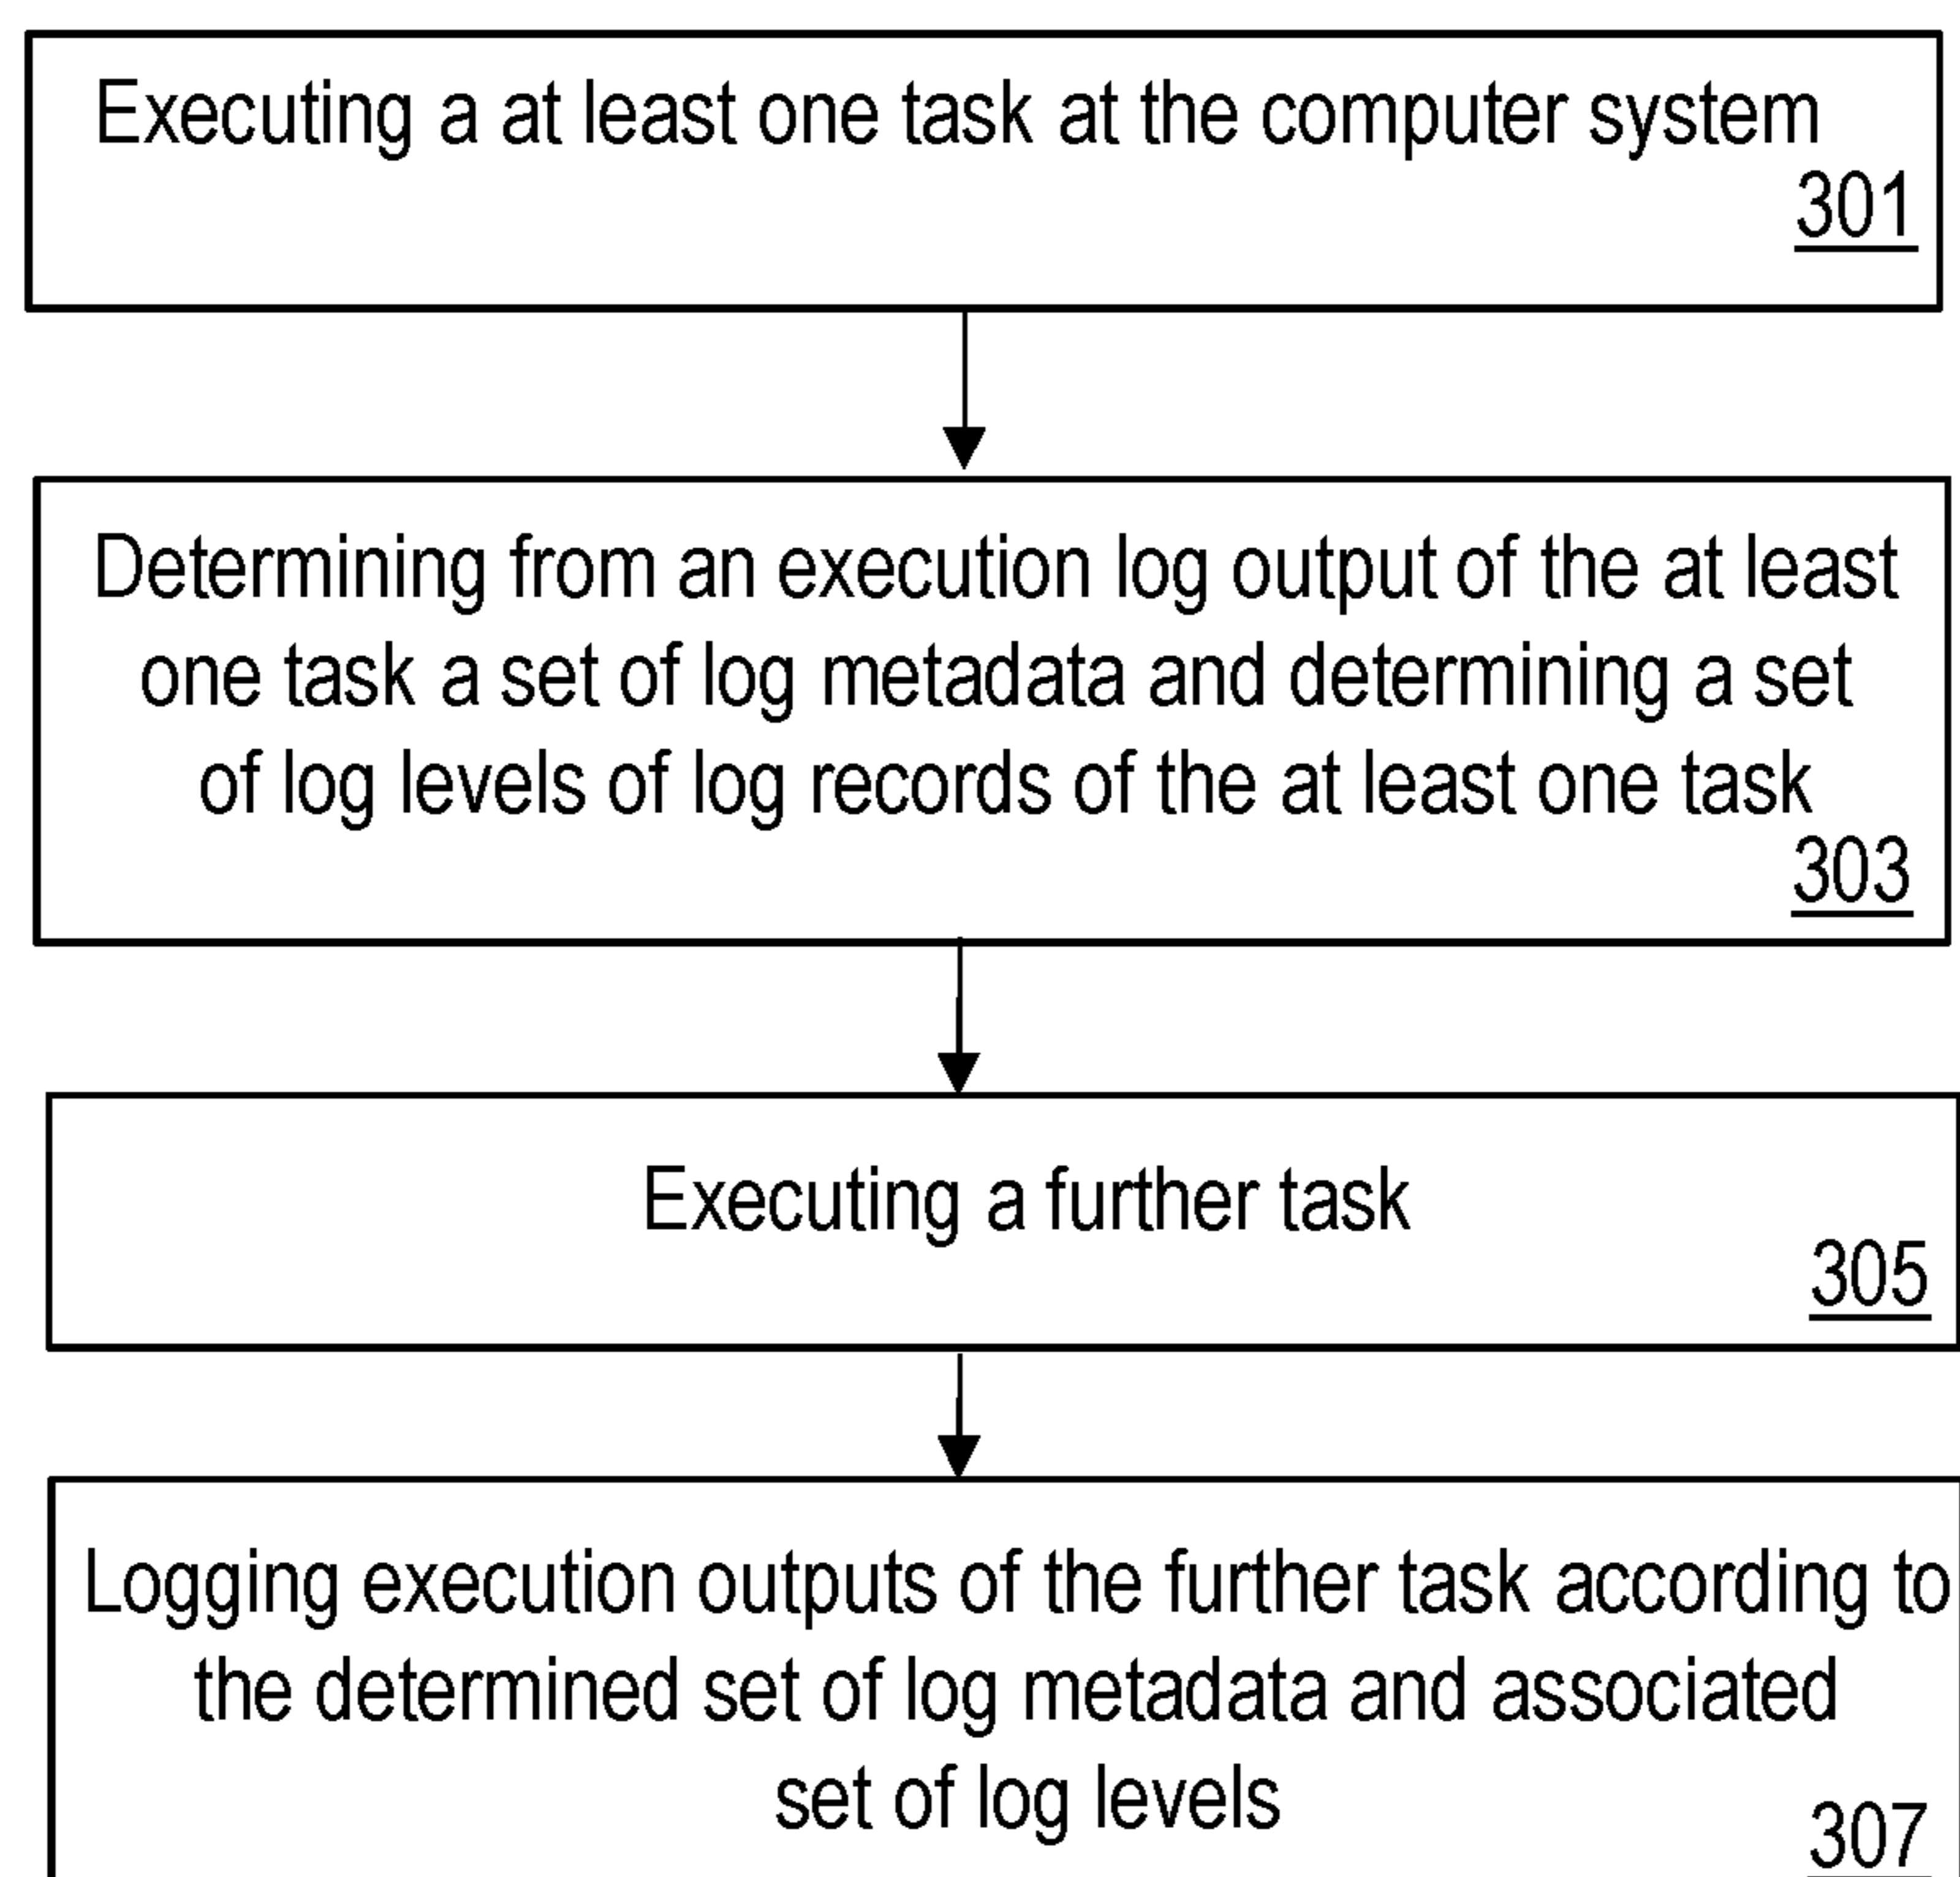 Executing a at least one task at the computer system
301
Determining from an execution log output of the at least
one task a set of log metadata and determining a set
of log levels of log records of the at least one task
303
Executing a further task
305
Logging execution outputs of the further task according to
the determined set of log metadata and associated
set of log levels
307